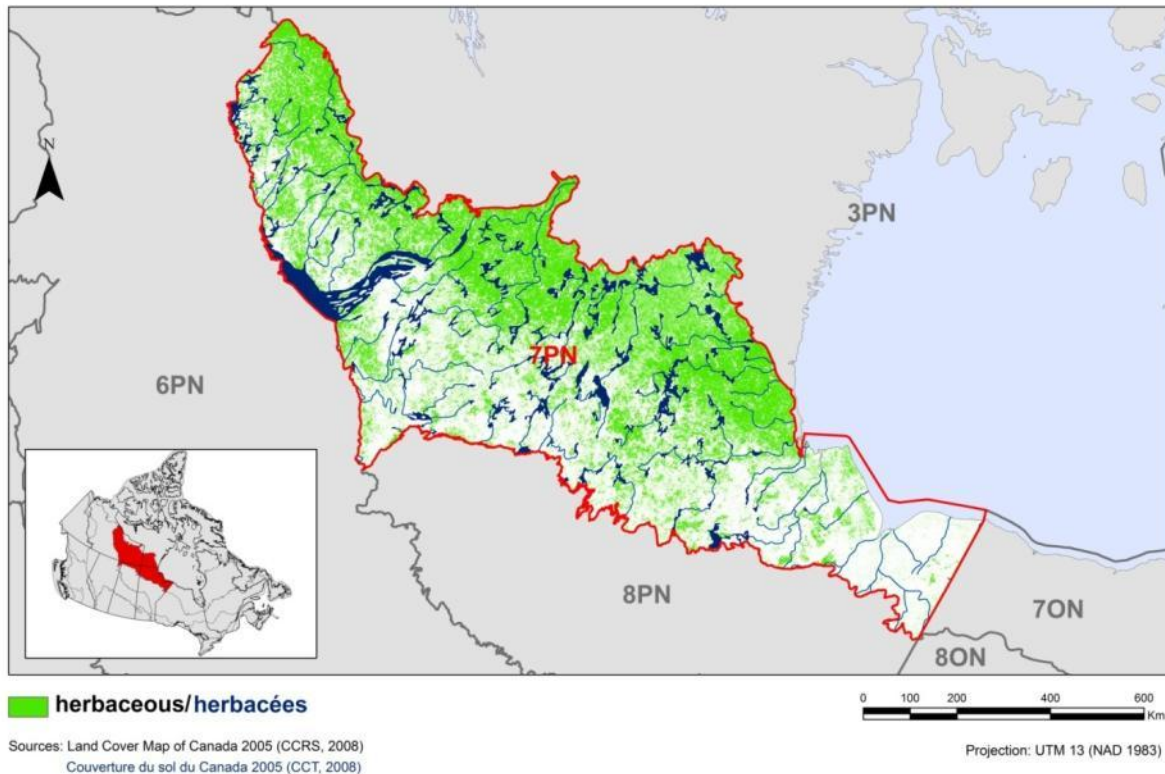 N
3PN
7PN
6PN
8PN
7ON
8ON
herbaceous/herbacées
0 100 200 400 600
Km
Sources: Land Cover Map of Canada 2005 (CCRS, 2008)
Couverture du sol du Canada 2005 (CCT, 2008)
Projection: UTM 13 (NAD 1983)